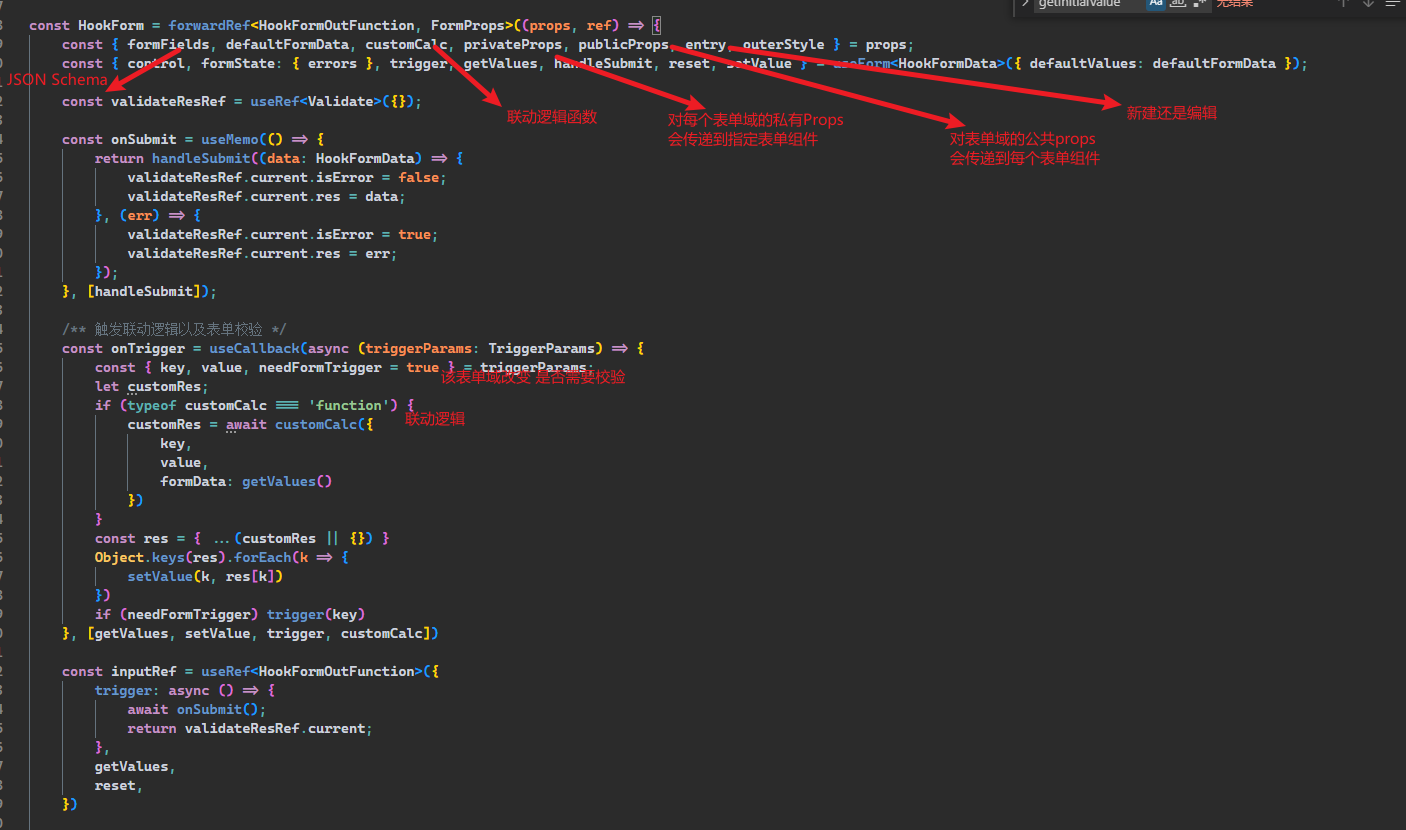 getInitialValue
Aa
ab
无结果
const HookForm = forwardRef<HookFormOutFunction, FormProps>((props, ref) => {
const { formFields, defaultFormData, customCalc, privateProps, publicProps, entry, outerStyle } = props;
const { control, formState: { errors }, trigger, getValues, handleSubmit, reset, setValue } = useForm<HookFormData>({ defaultValues: defaultFormData });
JSON Schema
const validateResRef = useRef<Validate>({});
联动逻辑函数
对每个表单域的私有Props
会传递到指定表单组件
对表单域的公共props
会传递到每个表单组件
新建还是编辑
const onSubmit = useMemo(() => {
return handleSubmit((data: HookFormData) => {
validateResRef.current.isError = false;
validateResRef.current.res = data;
}, (err) => {
validateResRef.current.isError = true;
validateResRef.current.res = err;
});
}, [handleSubmit]);
/** 触发联动逻辑以及表单校验 */
const onTrigger = useCallback(async (triggerParams: TriggerParams) => {
const { key, value, needFormTrigger = true } = triggerParams;
该表单域改变 是否需要校验
let customRes;
if (typeof customCalc === 'function') {
联动逻辑
customRes = await customCalc({
key,
value,
formData: getValues()
})
}
const res = { ...(customRes || {}) }
Object.keys(res).forEach(k => {
setValue(k, res[k])
})
if (needFormTrigger) trigger(key)
}, [getValues, setValue, trigger, customCalc])
const inputRef = useRef<HookFormOutFunction>({
trigger: async () => {
await onSubmit();
return validateResRef.current;
},
getValues,
reset,
})